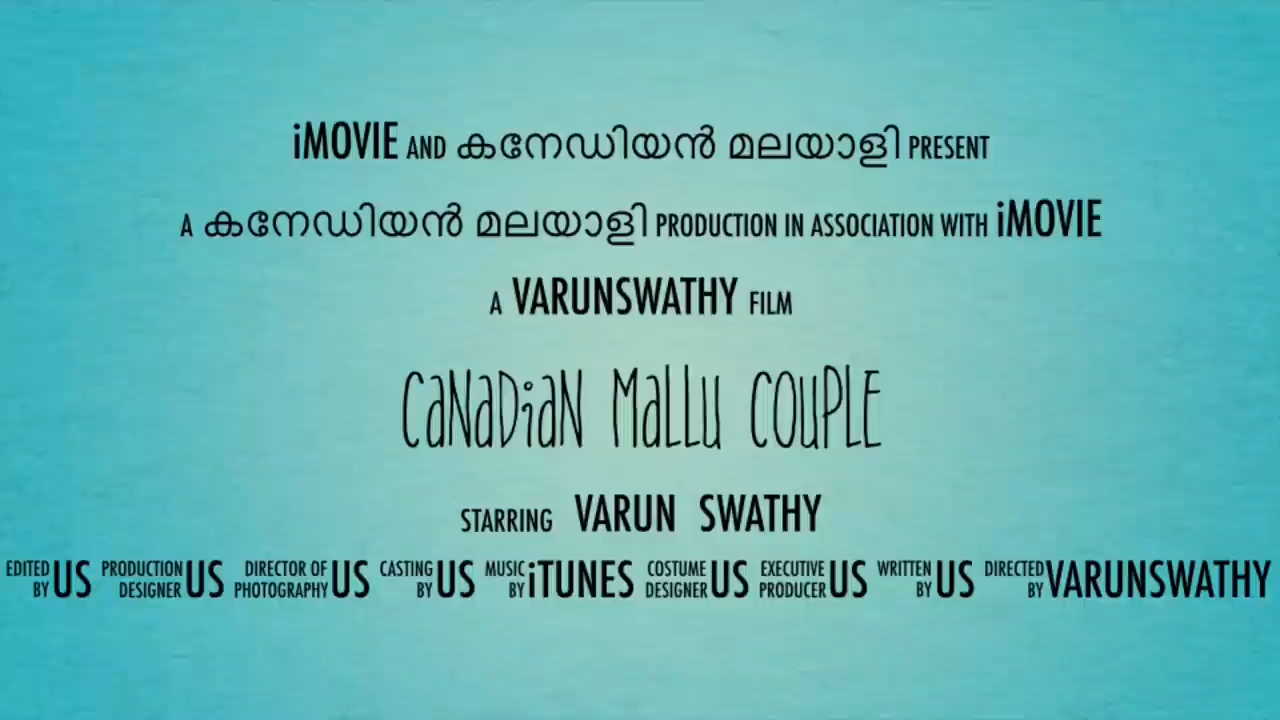 iMOVIE AND കനേഡിയൻ മലയാളി PRESENT
A കനേഡിയൻ മലയാളി PRODUCTION IN ASSOCIATION WITH iMOVIE
A VARUNSWATHY FILM
CaNaDiaN MaLLu COuPLE
STARRING VARUN SWATHY
EDITED BY US PRODUCTION DESIGNER US DIRECTOR OF PHOTOGRAPHY US CASTING BY US MUSIC BY iTUNES COSTUME DESIGNER US EXECUTIVE PRODUCER US WRITTEN BY US DIRECTED BY VARUNSWATHY